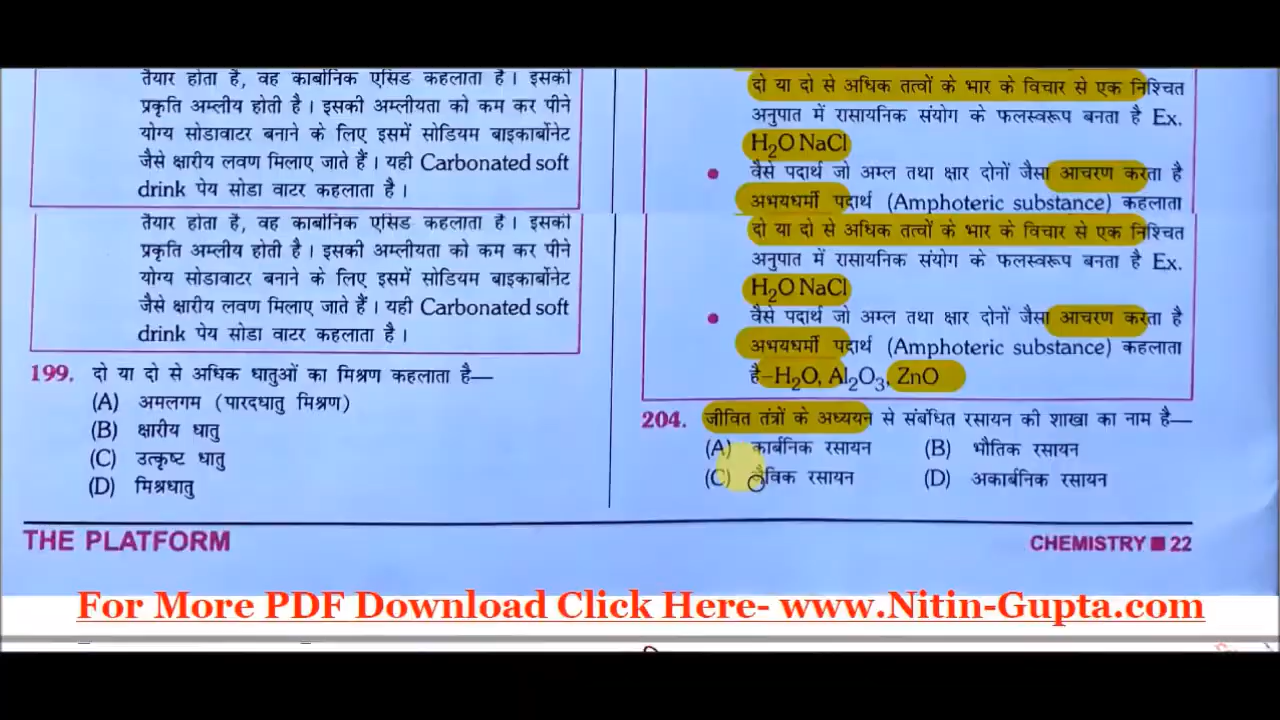 तैयार होता है, वह कार्बोनिक एसिड कहलाता है। इसकी
प्रकृति अम्लीय होती है। इसकी अम्लीयता को कम कर पीने
योग्य सोडावाटर बनाने के लिए इसमें सोडियम बाइकार्बोनेट
जैसे क्षारीय लवण मिलाए जाते हैं। यही Carbonated soft
drink पेय सोडा वाटर कहलाता है।
तैयार होता है, वह कार्बोनिक एसिड कहलाता है। इसकी
प्रकृति अम्लीय होती है। इसकी अम्लीयता को कम कर पीने
योग्य सोडावाटर बनाने के लिए इसमें सोडियम बाइकार्बोनेट
जैसे क्षारीय लवण मिलाए जाते हैं। यही Carbonated soft
drink पेय सोडा वाटर कहलाता है।
199. दो या दो से अधिक धातुओं का मिश्रण कहलाता है—
(A) अमलगम (पारदधातु मिश्रण)
(B) क्षारीय धातु
(C) उत्कृष्ट धातु
(D) मिश्रधातु
दो या दो से अधिक तत्वों के भार के विचार से एक निश्चित
अनुपात में रासायनिक संयोग के फलस्वरूप बनता है Ex.
H₂O NaCl
● वैसे पदार्थ जो अम्ल तथा क्षार दोनों जैसा आचरण करता है
अभयधर्मी पदार्थ (Amphoteric substance) कहलाता
दो या दो से अधिक तत्वों के भार के विचार से एक निश्चित
अनुपात में रासायनिक संयोग के फलस्वरूप बनता है Ex.
H₂O NaCl
● वैसे पदार्थ जो अम्ल तथा क्षार दोनों जैसा आचरण करता है
अभयधर्मी पदार्थ (Amphoteric substance) कहलाता
है–H₂O, Al₂O₃, ZnO
204. जीवित तंत्रों के अध्ययन से संबंधित रसायन की शाखा का नाम है—
(A) कार्बनिक रसायन (B) भौतिक रसायन
(C) जैविक रसायन (D) अकार्बनिक रसायन
THE PLATFORM
CHEMISTRY ■ 22
For More PDF Download Click Here- www.Nitin-Gupta.com